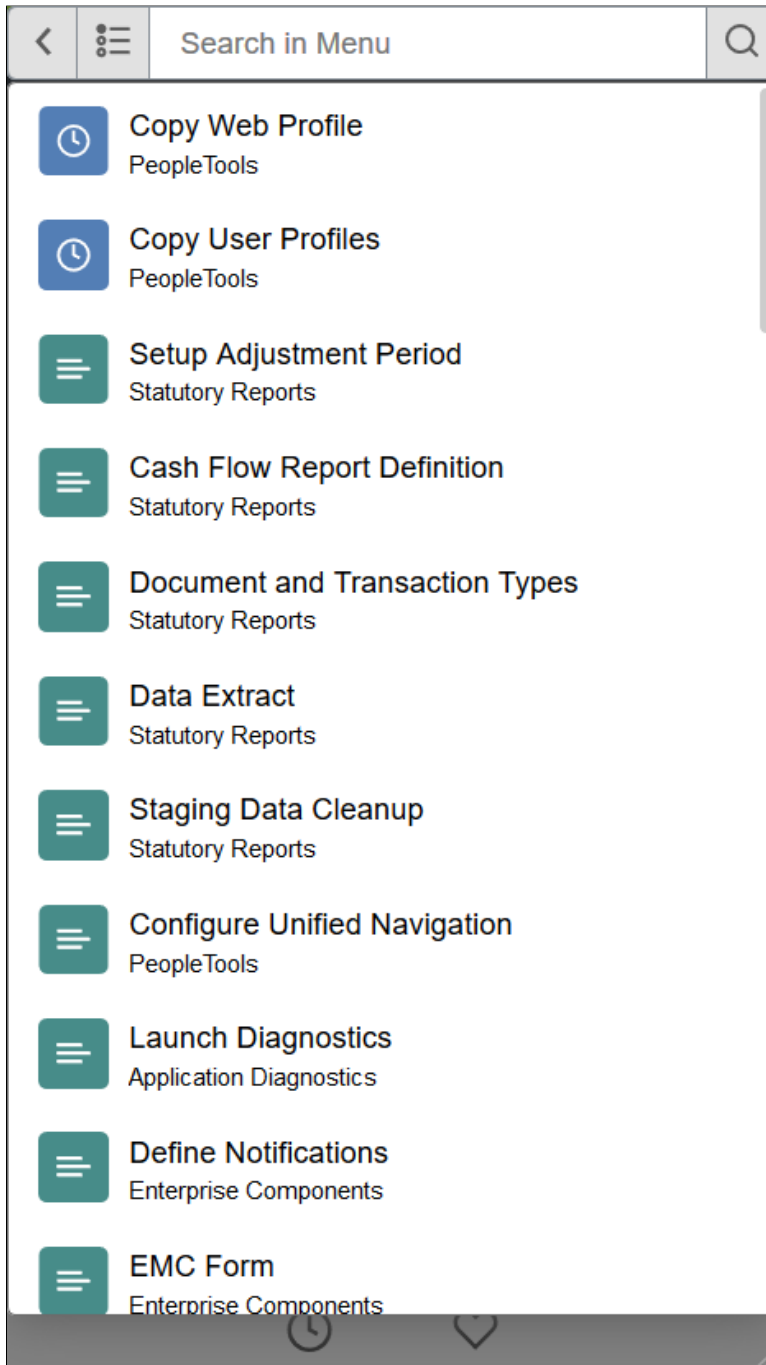 Search in Menu
Copy Web Profile
PeopleTools
Copy User Profiles
PeopleTools
Setup Adjustment Period
Statutory Reports
Cash Flow Report Definition
Statutory Reports
Document and Transaction Types
Statutory Reports
Data Extract
Statutory Reports
Staging Data Cleanup
Statutory Reports
Configure Unified Navigation
PeopleTools
Launch Diagnostics
Application Diagnostics
Define Notifications
Enterprise Components
EMC Form
Enterprise Components